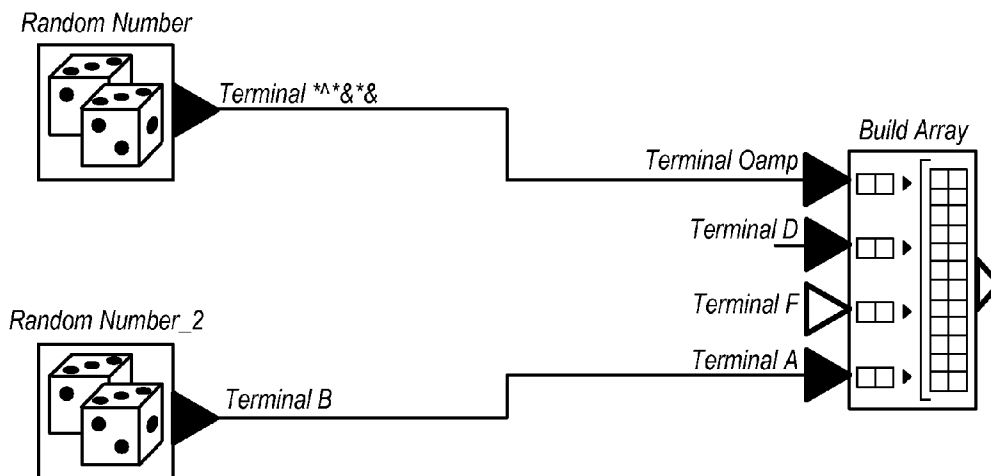 Random Number
Terminal *^*&*&
Build Array
Terminal Oamp
Terminal D
Terminal F
Random Number_2
Terminal A
Terminal B